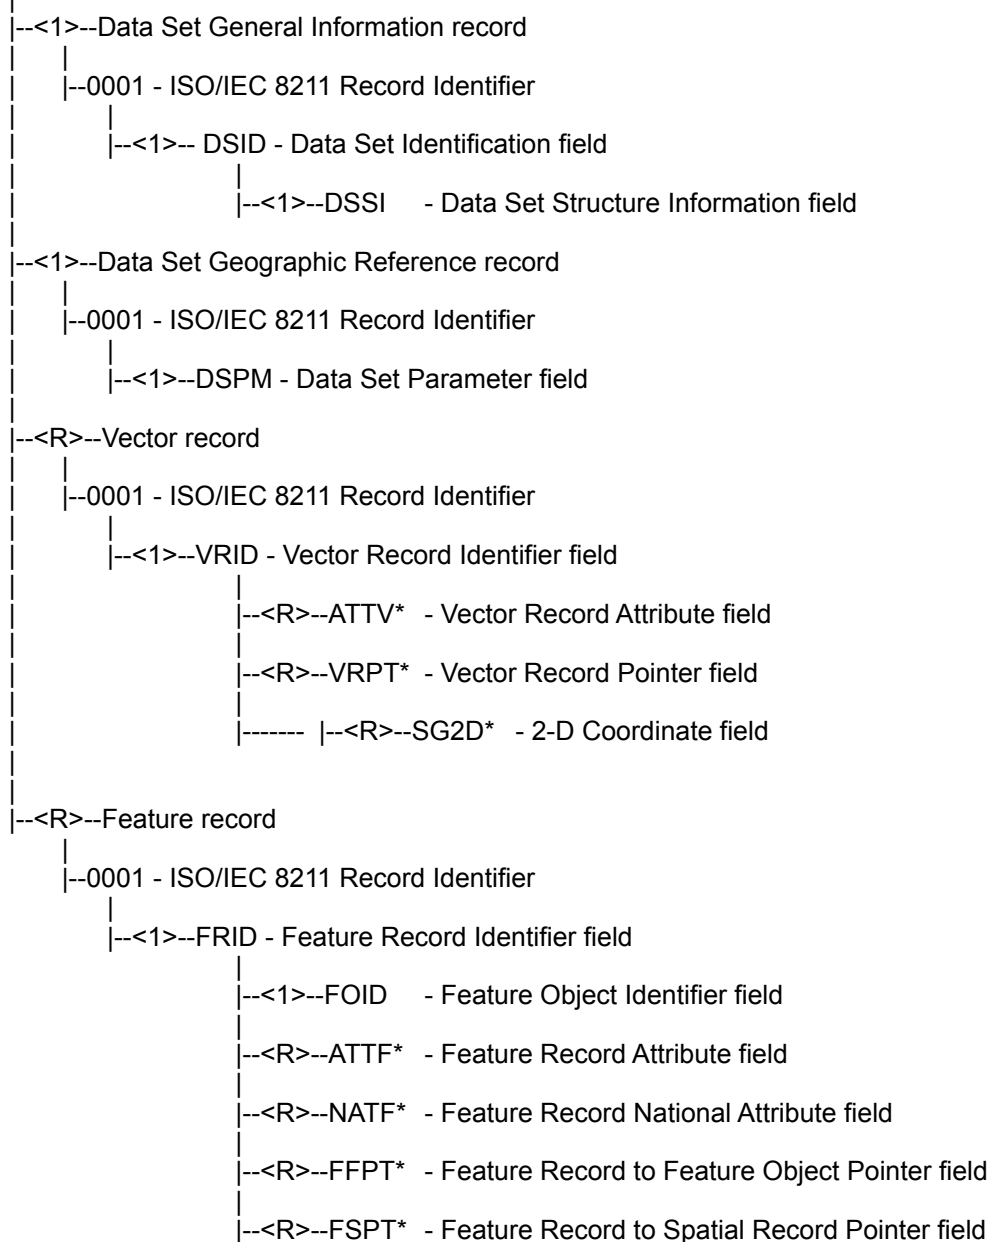 |--<1>--Data Set General Information record
|--0001 - ISO/IEC 8211 Record Identifier
|--<1>-- DSID - Data Set Identification field
|--<1>--DSSI - Data Set Structure Information field
|--<1>--Data Set Geographic Reference record
|--0001 - ISO/IEC 8211 Record Identifier
|--<1>--DSPM - Data Set Parameter field
|--<R>--Vector record
|--0001 - ISO/IEC 8211 Record Identifier
|--<1>--VRID - Vector Record Identifier field
|--<R>--ATTV* - Vector Record Attribute field
|--<R>--VRPT* - Vector Record Pointer field
|------- |--<R>--SG2D* - 2-D Coordinate field
|--<R>--Feature record
|--0001 - ISO/IEC 8211 Record Identifier
|--<1>--FRID - Feature Record Identifier field
|--<1>--FOID - Feature Object Identifier field
|--<R>--ATTF* - Feature Record Attribute field
|--<R>--NATF* - Feature Record National Attribute field
|--<R>--FFPT* - Feature Record to Feature Object Pointer field
|--<R>--FSPT* - Feature Record to Spatial Record Pointer field